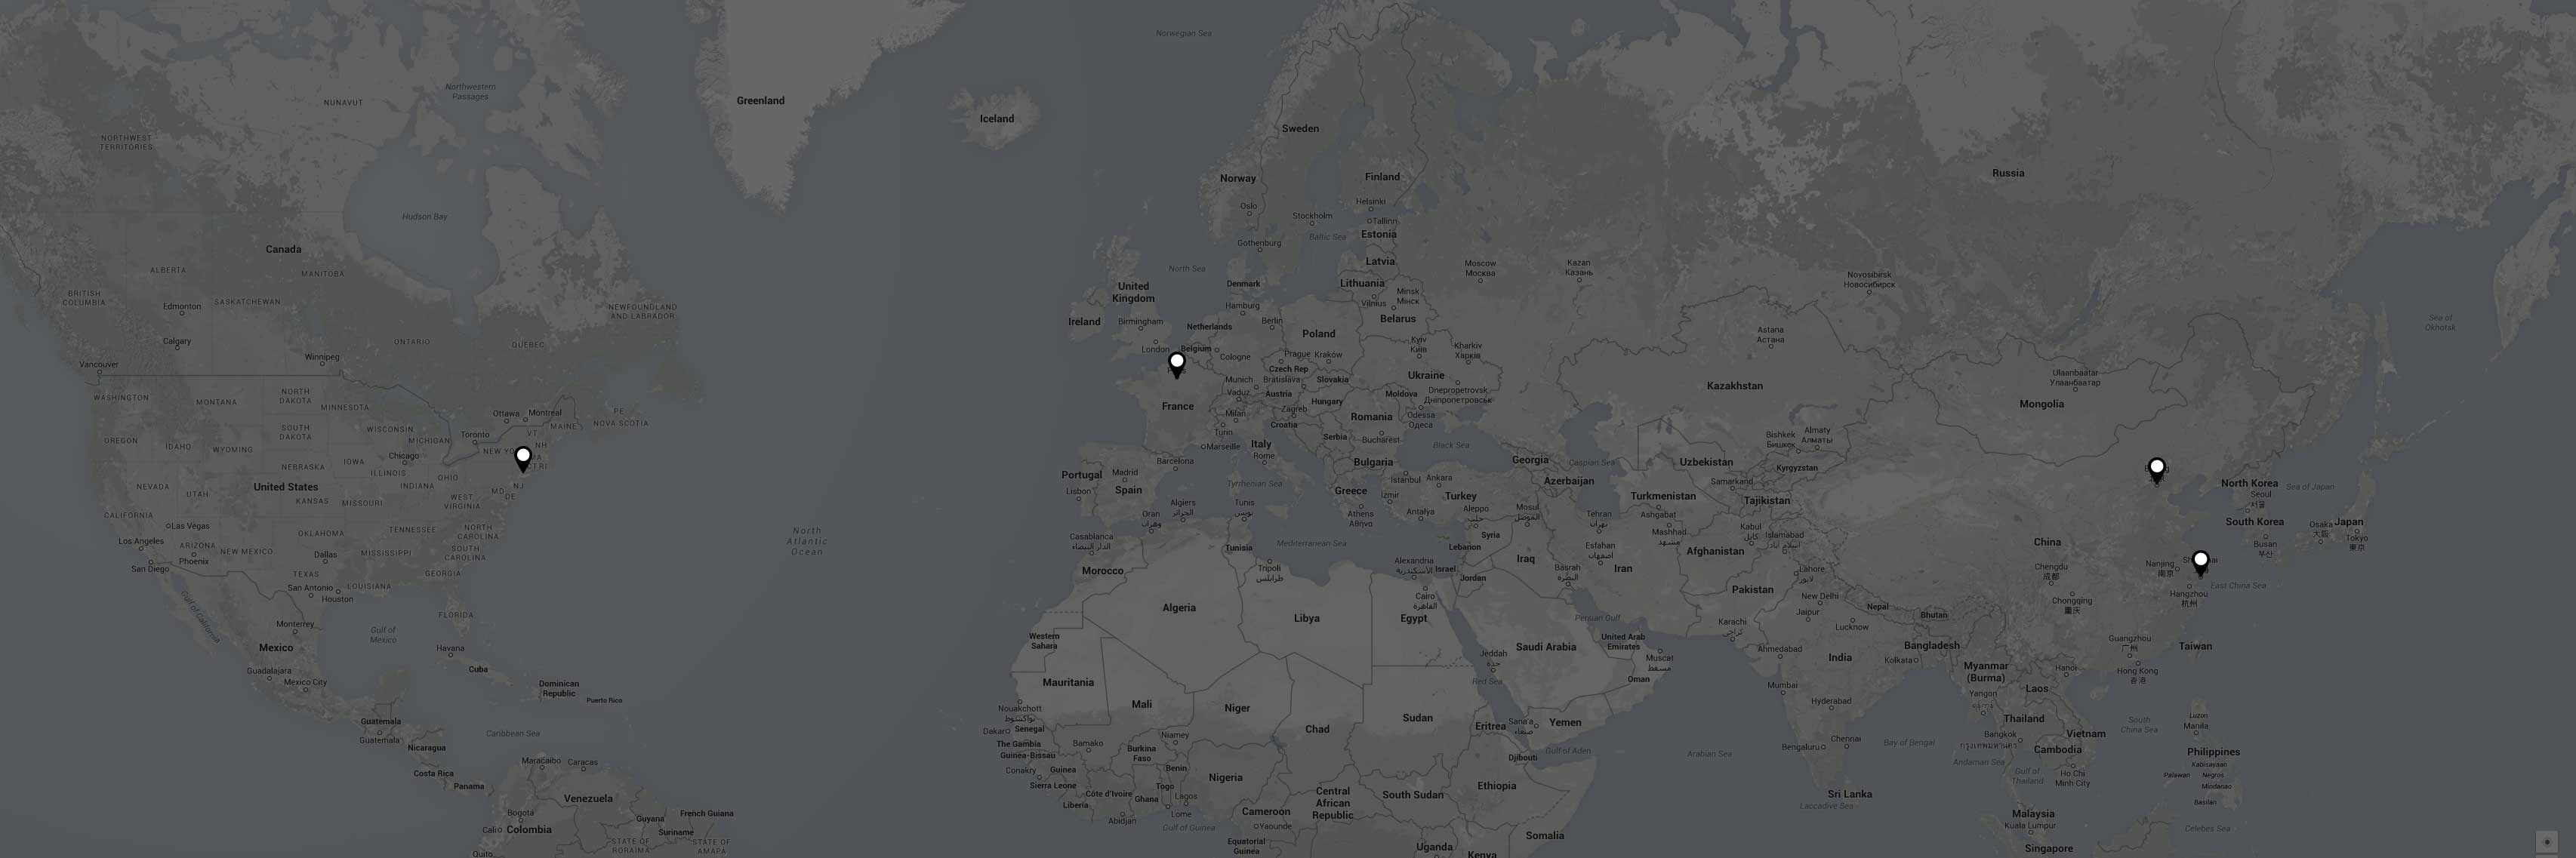 Norwegian Sea
Northwestern
Passages
Greenland
NUNAVUT
Iceland
Sweden
NORTHWEST
TERRITORIES
Russia
Norway
Finland
Oslo
Helsinki
Stockholm
Tallinn
Hudson Bay
Baltic Sea
Estonia
Gothenburg
Canada
Latvia
North Sea
Moscow
Москва
Kazan
Казань
ALBERTA
MANITOBA
Novosibirsk
Новосибирск
United
Kingdom
Denmark
Lithuania
Minsk
Мінск
BRITISH
COLUMBIA
SASKATCHEWAN
Edmonton
NEWFOUNDLAND
AND LABRADOR
Hamburg
Vilnius
Ireland
Birmingham
Netherlands
Berlin
Belarus
Sea of
Okhotsk
Poland
Астана
Astana
Calgary
ONTARIO
QUEBEC
London
Belgium
Cologne
Prague
Kraków
Kyiv
Київ
Kharkiv
Харків
Vancouver
Winnipeg
Czech Rep
Ukraine
Ulaanbaatar
Улаанбаатар
Munich
Bratislava
Slovakia
Kazakhstan
WASHINGTON
MONTANA
NORTH
DAKOTA
MINNESOTA
Vaduz
Austria
Hungary
Moldova
Dnepropetrovsk
Дніпропетровськ
Mongolia
France
Milan
Zagreb
Romania
Odessa
Одеса
Ottawa
Montreal
PE
NOVA SCOTIA
MAINE
VT
NH
Toronto
WISCONSIN
MICHIGAN
SOUTH
DAKOTA
OREGON
IDAHO
WYOMING
Turin
Croatia
Serbia
Bucharest
Marseille
Italy
Rome
Black Sea
Bishkek
Бишкек
Almaty
Алматы
Chicago
NEBRASKA
IOWA
ILLINOIS
OHIO
Barcelona
Bulgaria
Georgia
Caspian Sea
Uzbekistan
Kyrgyzstan
Portugal
Madrid
Spain
Lisbon
Tyrrhenian Sea
Istanbul
Ankara
Azerbaijan
Samarkand
North Korea
Sea of Japan
NEVADA
UTAH
United States
KANSAS
MISSOURI
INDIANA
WEST
VIRGINIA
MD
DE
NJ
Greece
Izmir
Turkey
Turkmenistan
Tajikistan
Seoul
서울
CALIFORNIA
Las Vegas
Oran
وهران
Algiers
الجزائر
Tunis
تونس
Athens
Αθήνα
Antalya
Aleppo
حلب
Mosul
الموصل
Tehran
تهران
Ashgabat
Mashhad
مشهد
Kabul
کابل
Islamabad
اسلام آباد
South Korea
Japan
Osaka
大阪
Tokyo
東京
Busan
부산
North
Atlantic
Ocean
Los Angeles
ARIZONA
Phoenix
NEW MEXICO
OKLAHOMA
TENNESSEE
NORTH
CAROLINA
SOUTH
CAROLINA
Casablanca
الدار البيضاء
Tunisia
Mediterranean Sea
Lebanon
Syria
Esfahan
اصفهان
Afghanistan
China
San Diego
Dallas
MISSISSIPPI
TEXAS
GEORGIA
Morocco
Tripoli
طرابلس
Alexandria
الإسكندرية
Israel
Jordan
Iraq
Basrah
البصرة
Iran
Lahore
لاہور
Chengdu
成都
Nanjing
南京
East China Sea
San Antonio
Houston
LOUISIANA
Gulf of California
Algeria
Libya
Cairo
القاهرة
Egypt
Pakistan
New Delhi
Jaipur
Nepal
Bhutan
Chongqing
重慶
Hangzhou
杭州
FLORIDA
Monterrey
Gulf of
Mexico
Persian Gulf
Karachi
کراچی
Lucknow
Mexico
Havana
Cuba
Western
Sahara
United Arab
Emirates
Saudi Arabia
Jeddah
جدة
Muscat
مسقط
Ahmedabad
India
Kolkata
Bangladesh
Guangzhou
广州
Taiwan
Guadalajara
Mexico City
Dominican
Republic
Puerto Rico
Mauritania
Red Sea
Oman
Mumbai
Myanmar
(Burma)
Hanoi
Hong Kong
香港
Laos
Yangon
Guatemala
Guatemala
Nouakchott
Mali
Niger
Chad
Sudan
Eritrea
Sana'a
صنعاء
Yemen
Hyderabad
Thailand
South
China Sea
Luzon
Manila
Caribbean Sea
Nicaragua
Dakar
Senegal
The Gambia
Guinea-Bissau
Bamako
Burkina
Faso
Niamey
Gulf of Aden
Djibouti
Arabian Sea
Bengaluru
Chennai
Bay of Bengal
Bangkok
กรุงเทพมหานคร
Vietnam
Cambodia
Philippines
Costa Rica
Panama
Maracaibo
Caracas
Conakry
Guinea
Sierra Leone
Benin
Nigeria
Ethiopia
Andaman Sea
Gulf of
Thailand
Ho Chi
Minh City
Kabisayaan
Palawan
Negros
Mindanao
Basilan
Venezuela
Liberia
Côte d'Ivoire
Togo
Ghana
Lagos
Central
African
Republic
South Sudan
Sri Lanka
Laccadive Sea
Bogotá
Cali
Colombia
Guyana
Suriname
French Guiana
Abidjan
Lome
Gulf of Guinea
Cameroon
Yaounde
Somalia
Malaysia
Kuala Lumpur
Celebes Sea
Quito
STATE OF
RORAIMA
STATE OF
AMAPA
Equatorial
Guinea
Uganda
Kenya
Singapore